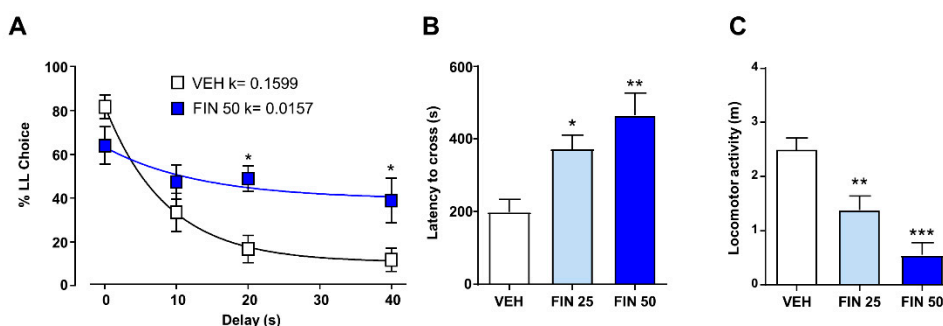 A
% LL Choice
100
80
60
40
20
0
VEH k= 0.1599
FIN 50 k= 0.0157
*
*
0
10
20
30
40
Delay (s)
B
Latency to cross (s)
600
400
200
0
*
**
VEH
FIN 25
FIN 50
C
Locomotor activity (m)
4
3
2
1
0
**
***
VEH
FIN 25
FIN 50